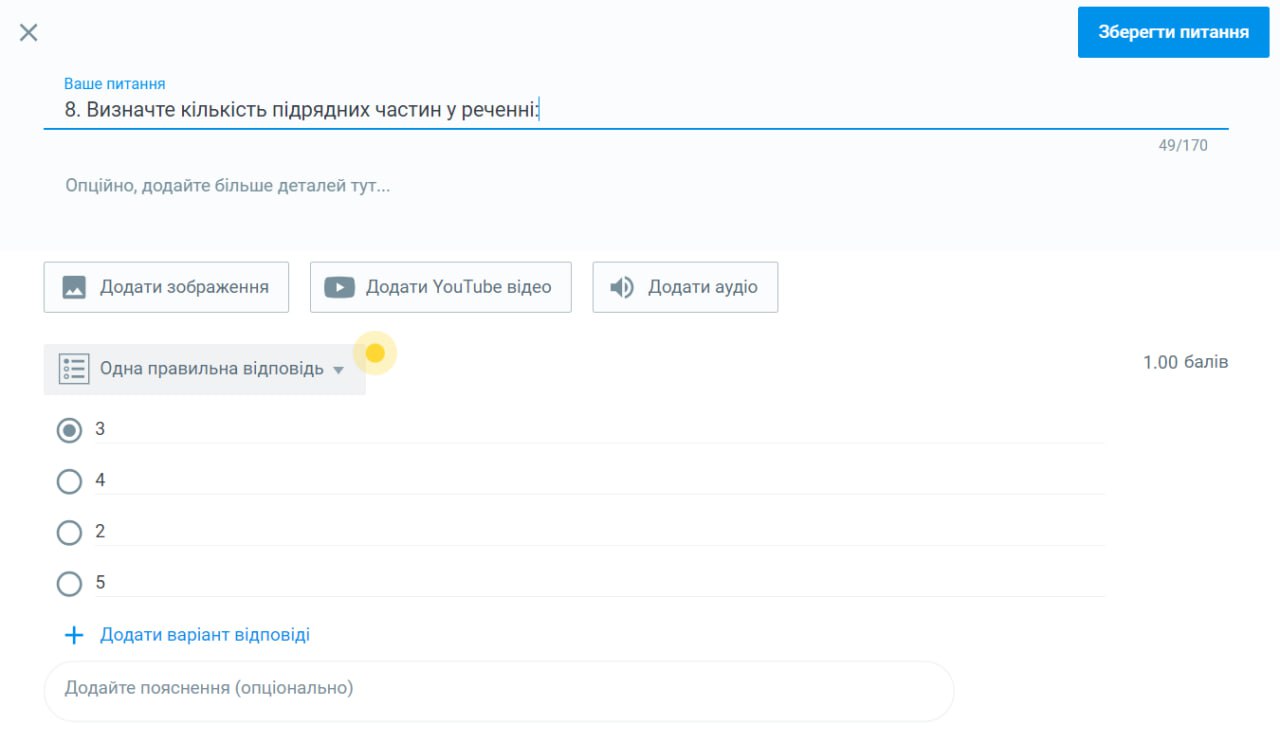 Зберегти питання
Ваше питання
8. Визначте кількість підрядних частин у реченні:
49/170
Опційно, додайте більше деталей тут...
Додати зображення Додати YouTube відео Додати аудіо
Одна правильна відповідь 1.00 балів
3
4
2
5
Додати варіант відповіді
Додайте пояснення (опціонально)